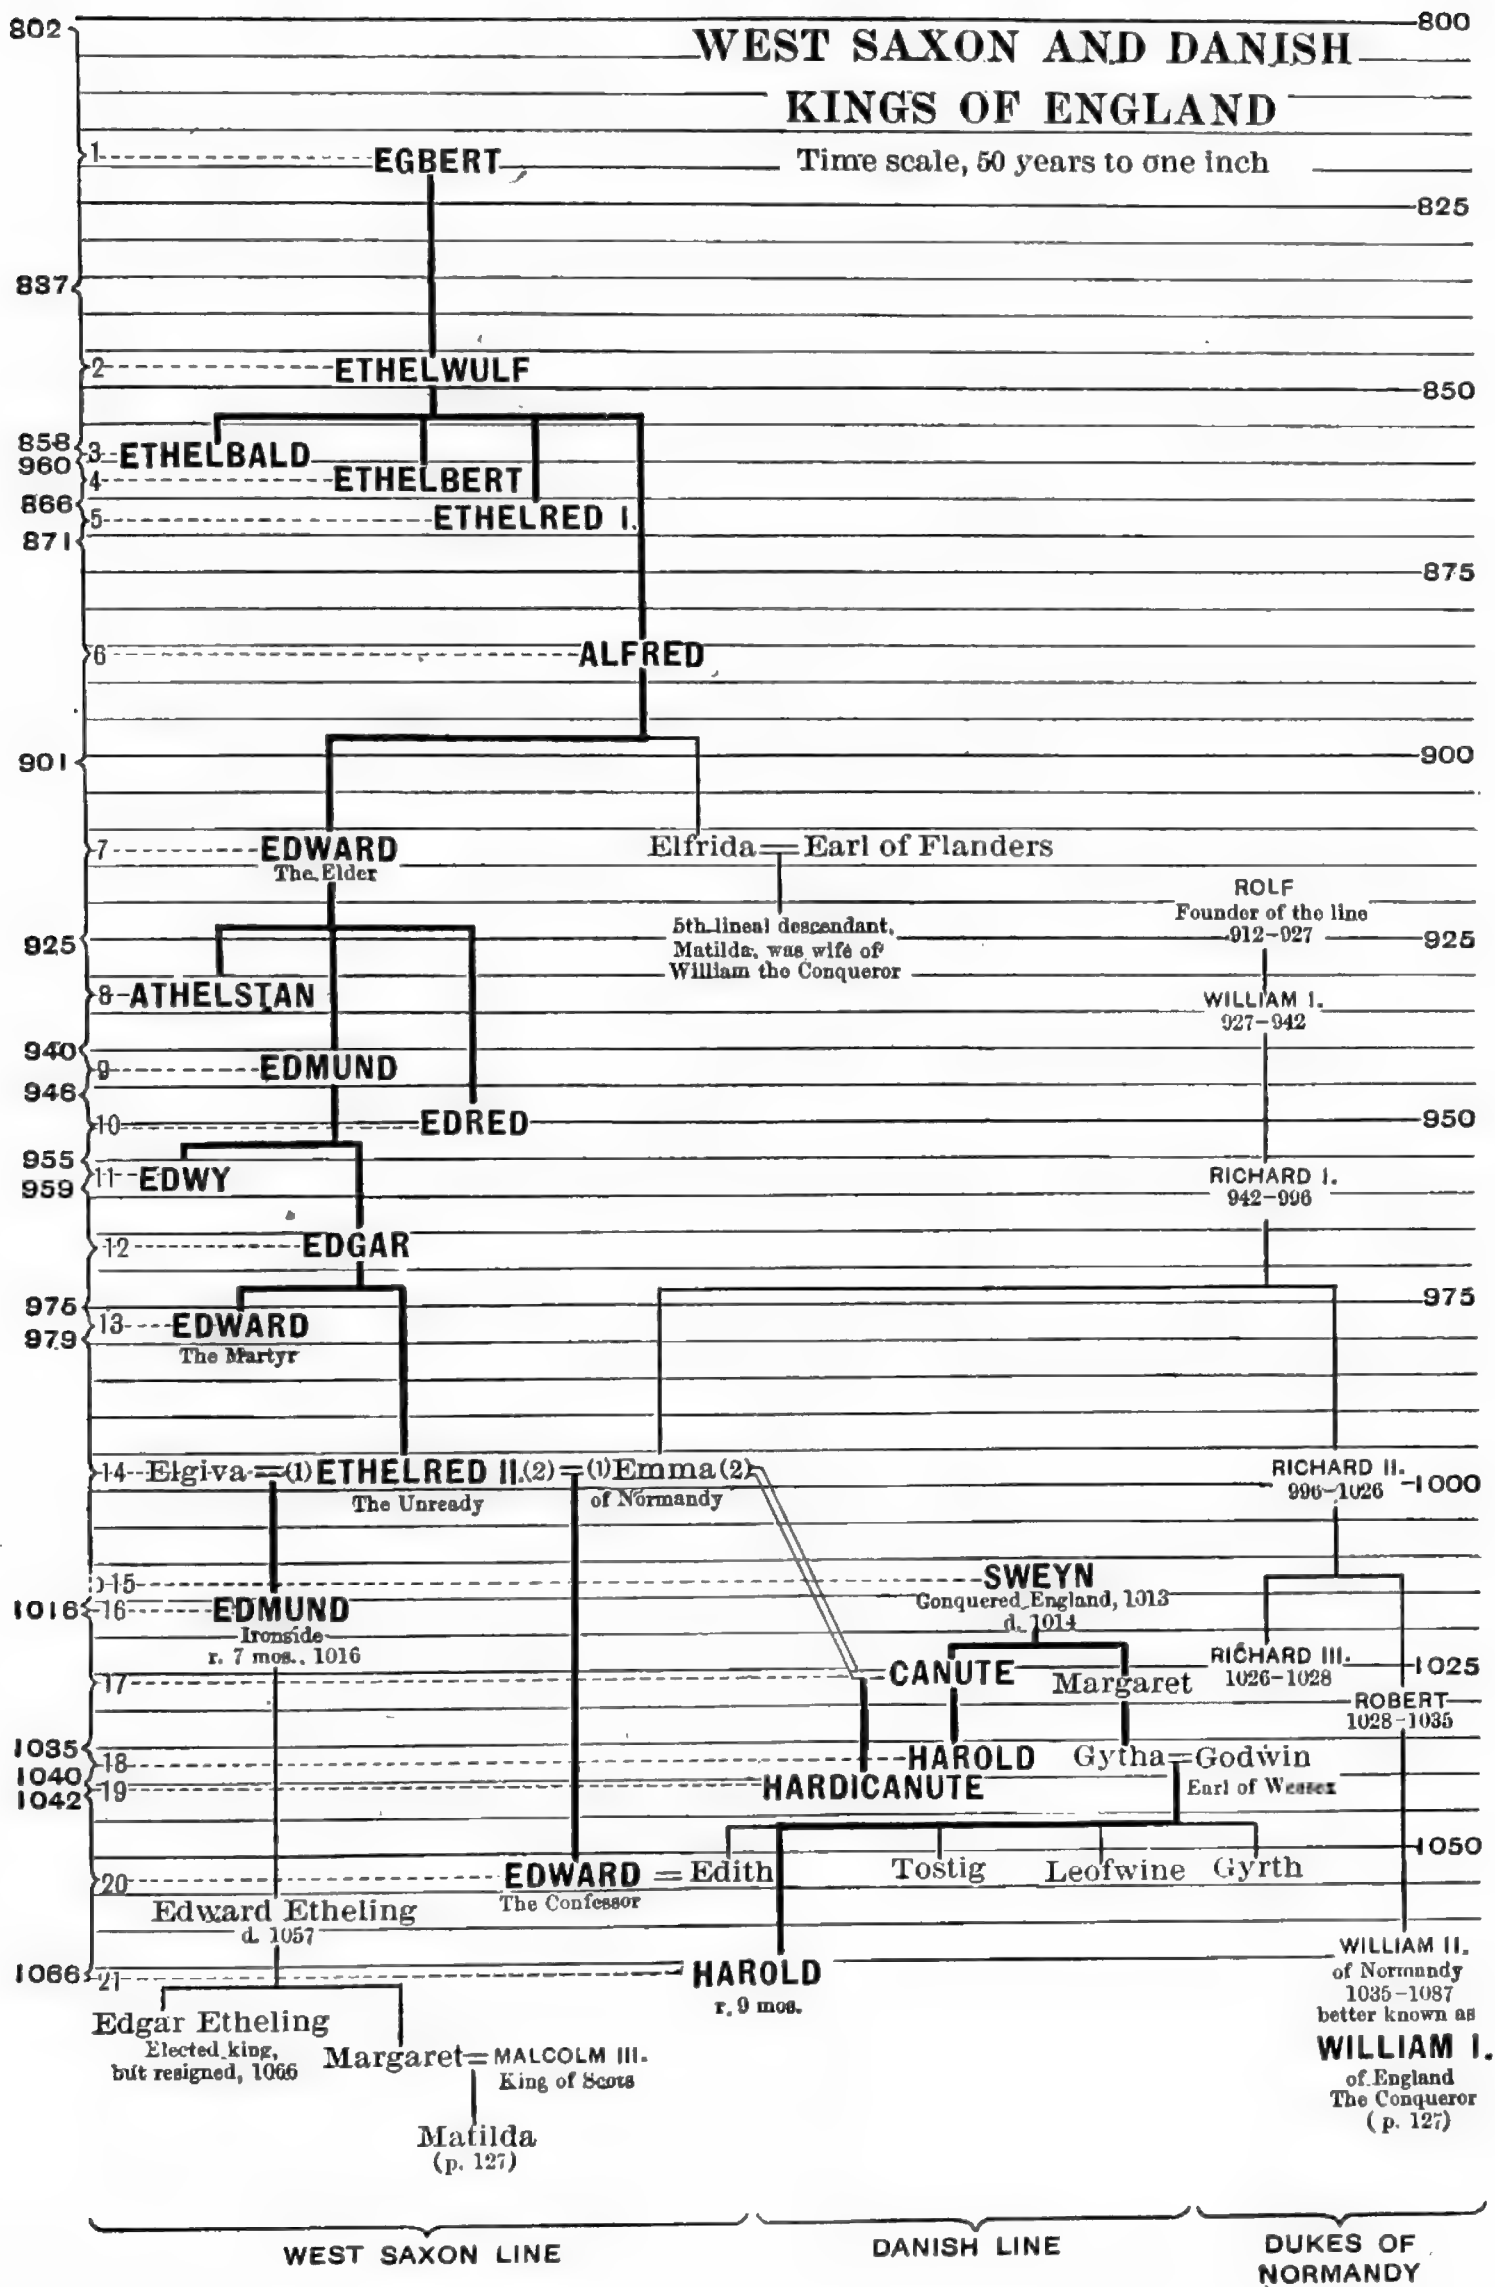 802
800
WEST SAXON AND DANISH
KINGS OF ENGLAND
1 EGBERT
Time scale, 50 years to one inch
825
837
2 ETHELWULF
850
858
3 ETHELBALD
960
4 ETHELBERT
866
5 ETHELRED I.
871
875
6 ALFRED
901
900
7 EDWARD
The Elder
Elfrida = Earl of Flanders
ROLF
Founder of the line
912-927
5th lineal descendant,
Matilda, was wife of
William the Conqueror
925
925
8 ATHELSTAN
WILLIAM I.
927-942
940
9 EDMUND
946
10 EDRED
950
955
11 EDWY
959
RICHARD I.
942-996
12 EDGAR
975
975
13 EDWARD
The Martyr
979
14 Elgiva = (1) ETHELRED II. (2) = (1) Emma (2)
The Unready
of Normandy
RICHARD II.
996-1026
1000
15 SWEYN
Conquered England, 1013
d. 1014
1016
16 EDMUND
Ironside
r. 7 mos., 1016
17 CANUTE
Margaret
RICHARD III.
1026-1028
1025
ROBERT
1028-1035
1035
18 HAROLD
Gytha = Godwin
Earl of Wessex
1040
19 HARDICANUTE
1042
1050
20 EDWARD = Edith
The Confessor
Tostig
Leofwine
Gyrth
Edward Etheling
d. 1057
1066
21 HAROLD
r. 9 mos.
WILLIAM II.
of Normandy
1035-1087
better known as
WILLIAM I.
of England
The Conqueror
(p. 127)
Edgar Etheling
Elected king,
but resigned, 1066
Margaret = MALCOLM III.
King of Scots
Matilda
(p. 127)
WEST SAXON LINE
DANISH LINE
DUKES OF
NORMANDY